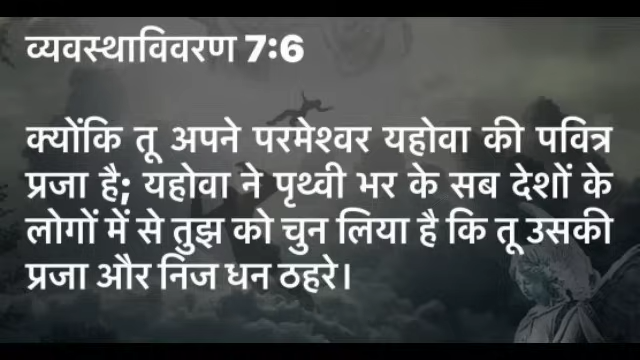 व्यवस्थाविवरण 7:6
क्योंकि तू अपने परमेश्वर यहोवा की पवित्र
प्रजा है; यहोवा ने पृथ्वी भर के सब देशों के
लोगों में से तुझ को चुन लिया है कि तू उसकी
प्रजा और निज धन ठहरे।